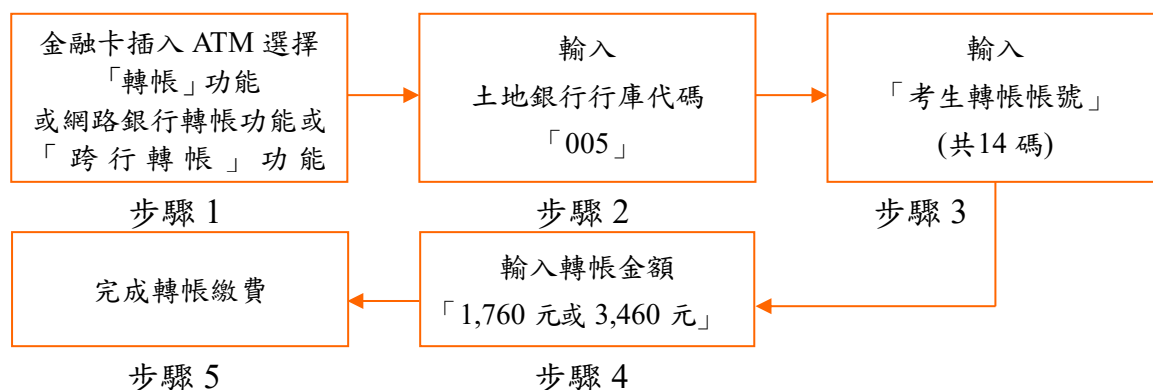 金融卡插入 ATM 選擇
「轉帳」功能
或網路銀行轉帳功能或
「跨行轉帳」功能
步驟 1
輸入
土地銀行行庫代碼
「005」
步驟 2
輸入
「考生轉帳帳號」
(共14 碼)
步驟 3
輸入轉帳金額
「1,760 元或 3,460 元」
步驟 4
完成轉帳繳費
步驟 5